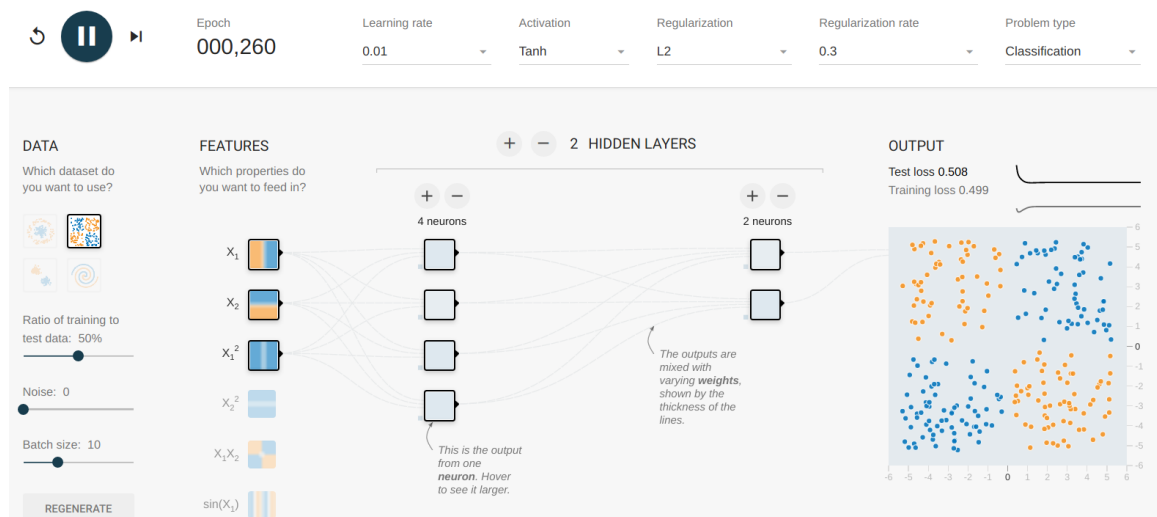 Epoch
000,260
Learning rate
0.01
Activation
Tanh
Regularization
L2
Regularization rate
0.3
Problem type
Classification
DATA
Which dataset do
you want to use?
Ratio of training to
test data: 50%
Noise: 0
Batch size: 10
REGENERATE
FEATURES
Which properties do
you want to feed in?
X1
X2
X1²
X2²
X1X2
sin(X1)
+ − 2 HIDDEN LAYERS
+ −
4 neurons
+ −
2 neurons
This is the output
from one
neuron. Hover
to see it larger.
The outputs are
mixed with
varying weights,
shown by the
thickness of the
lines.
OUTPUT
Test loss 0.508
Training loss 0.499
6
5
4
3
2
1
0
-1
-2
-3
-4
-5
-6
-6 -5 -4 -3 -2 -1 0 1 2 3 4 5 6